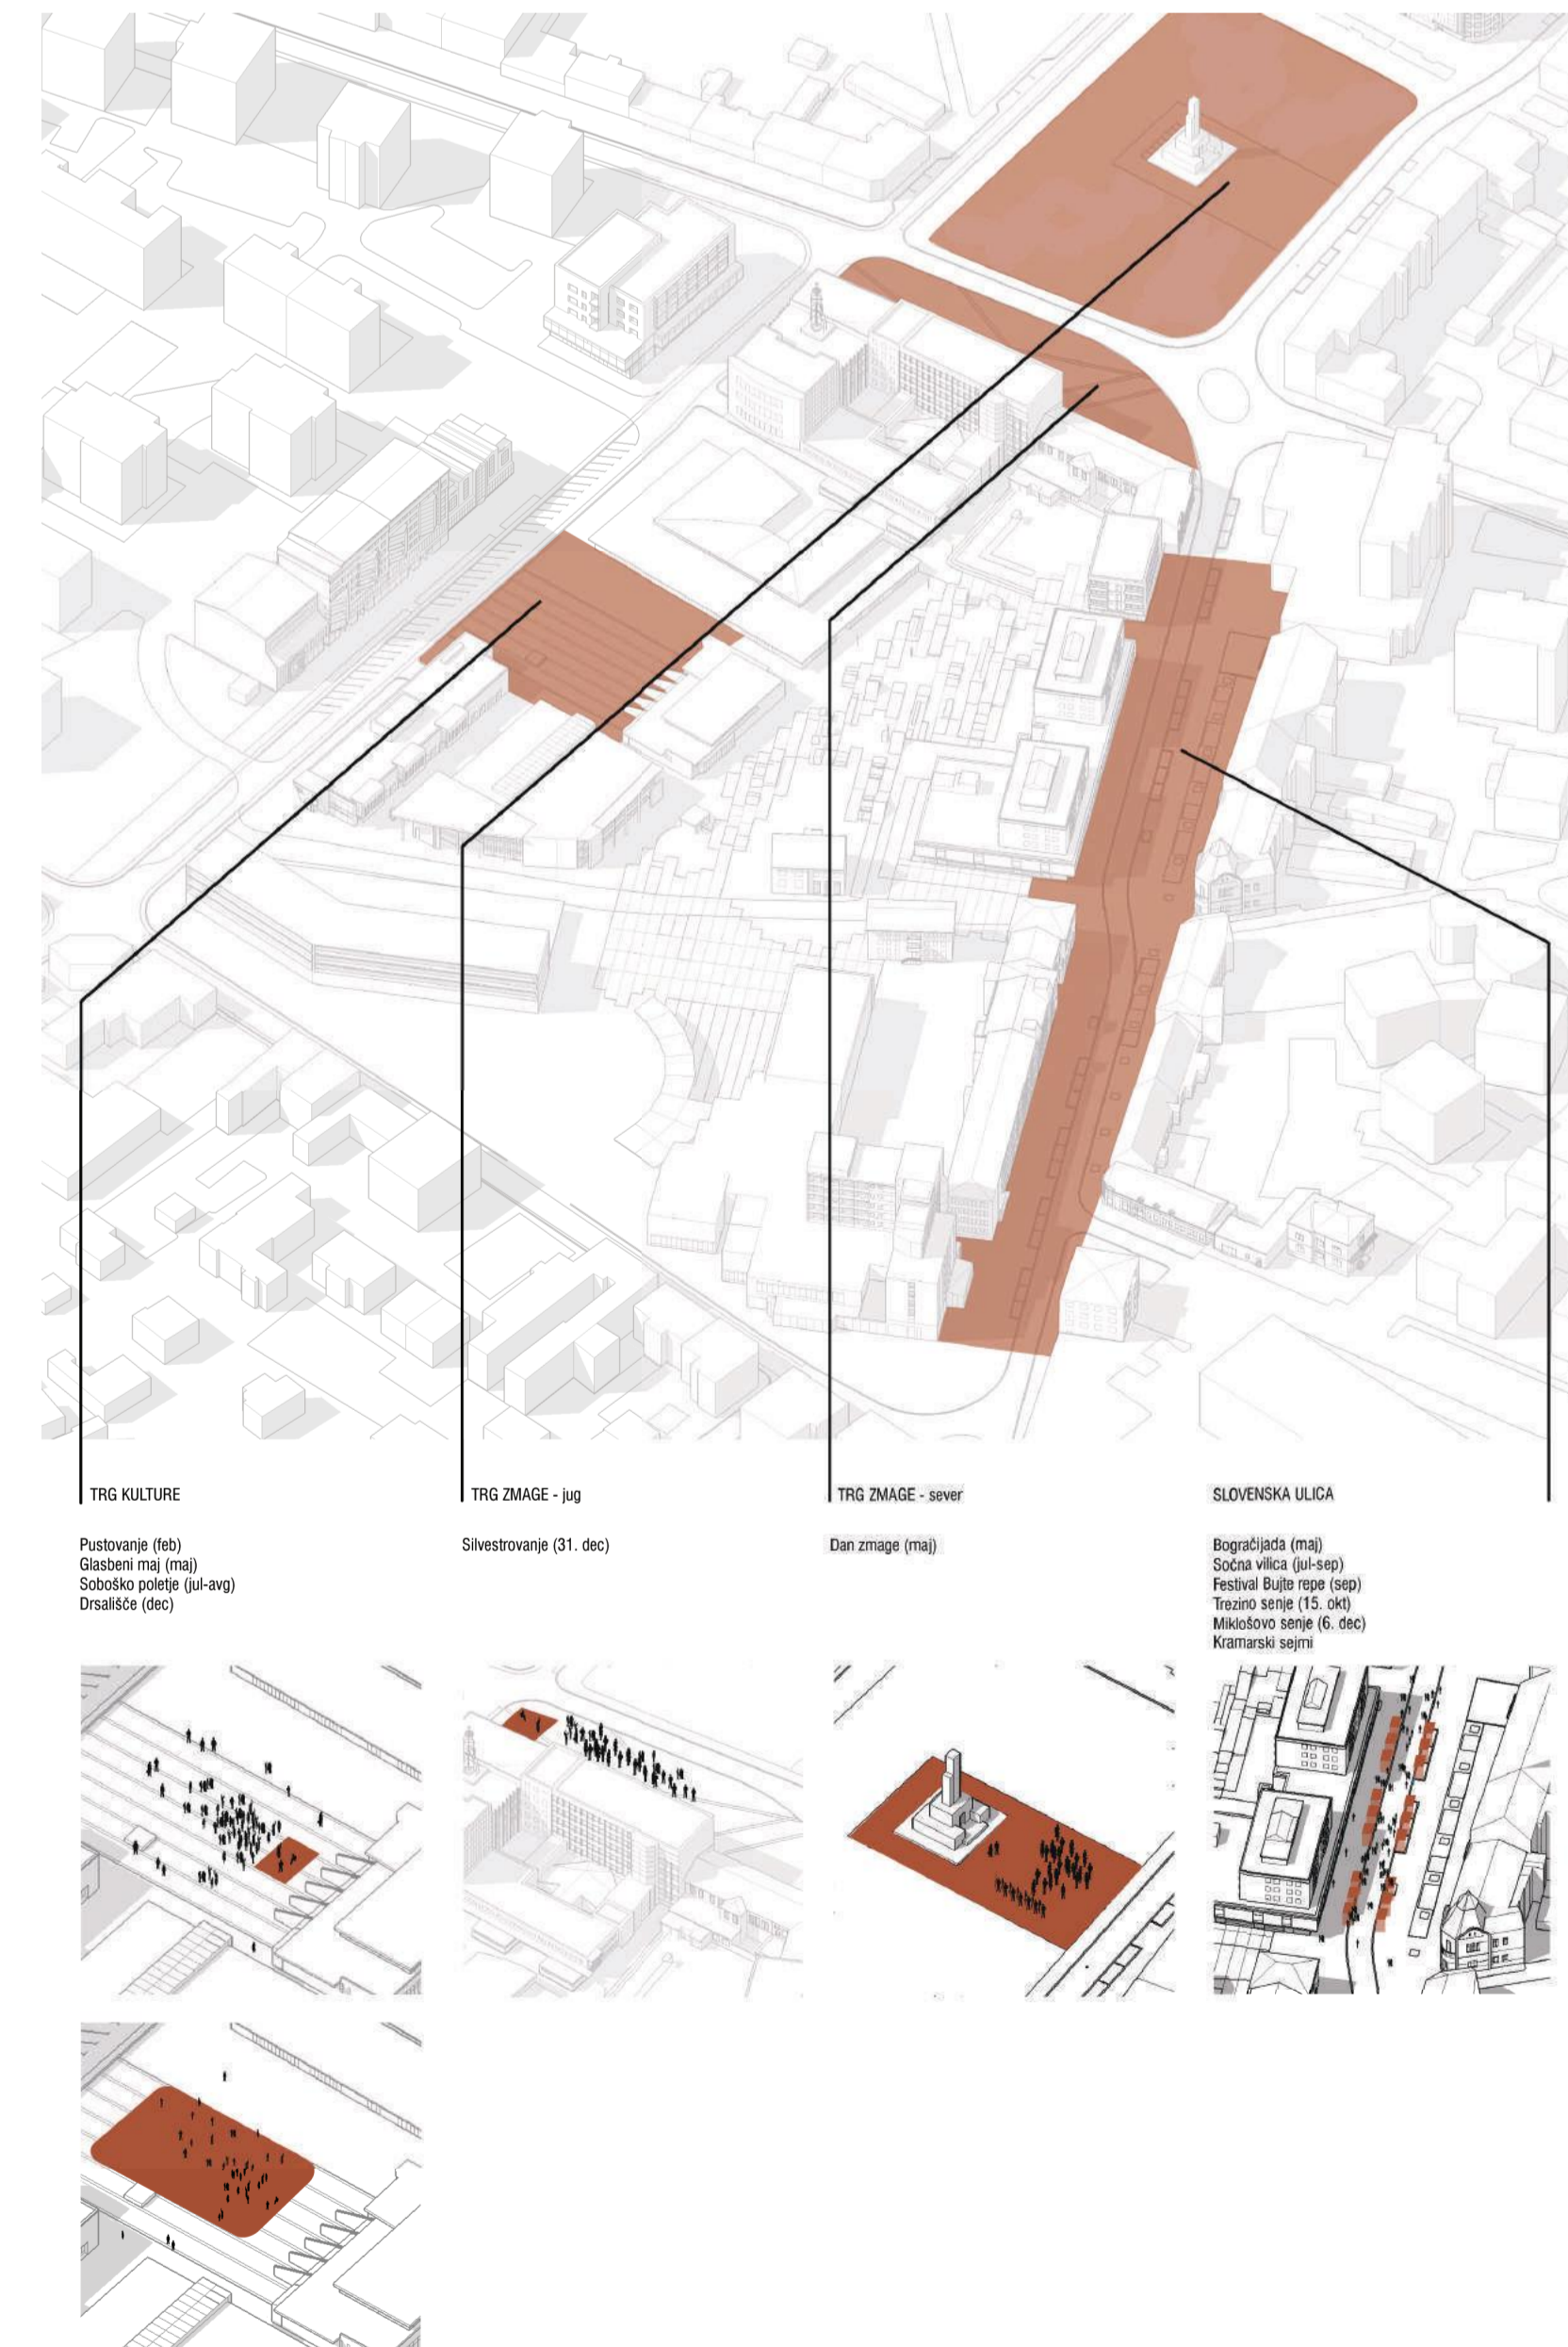 TRG KULTURE
Pustovanje (feb)
Glasbeni maj (maj)
Soboško poletje (jul-avg)
Drsališče (dec)
TRG ZMAGE - jug
Silvestrovanje (31. dec)
TRG ZMAGE - sever
Dan zmage (maj)
SLOVENSKA ULICA
Bogračijada (maj)
Sočna vilica (jul-sep)
Festival Bujte repe (sep)
Trezino senje (15. okt)
Miklošovo senje (6. dec)
Kramarski sejmi